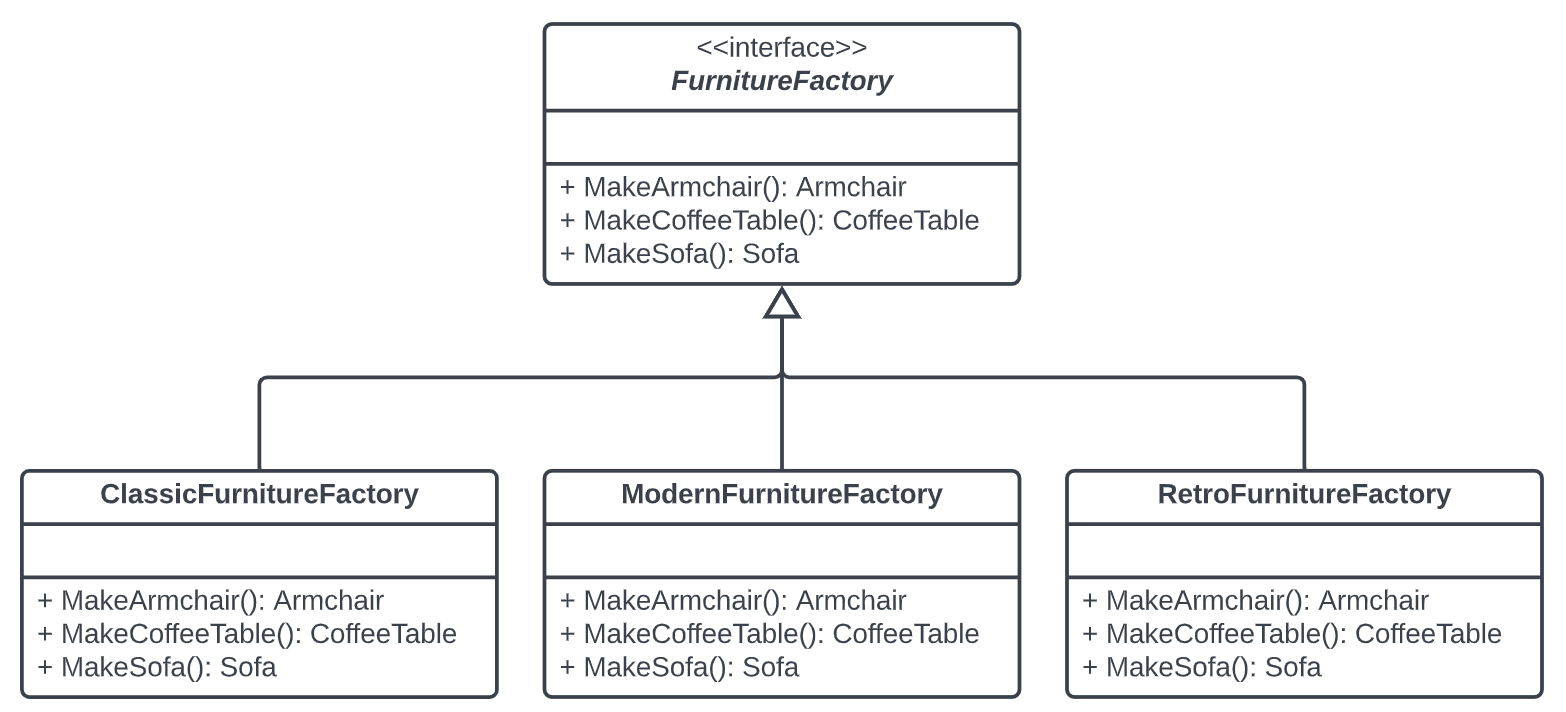 <<interface>>
FurnitureFactory
+ MakeArmchair(): Armchair
+ MakeCoffeeTable(): CoffeeTable
+ MakeSofa(): Sofa
ClassicFurnitureFactory
+ MakeArmchair(): Armchair
+ MakeCoffeeTable(): CoffeeTable
+ MakeSofa(): Sofa
ModernFurnitureFactory
+ MakeArmchair(): Armchair
+ MakeCoffeeTable(): CoffeeTable
+ MakeSofa(): Sofa
RetroFurnitureFactory
+ MakeArmchair(): Armchair
+ MakeCoffeeTable(): CoffeeTable
+ MakeSofa(): Sofa